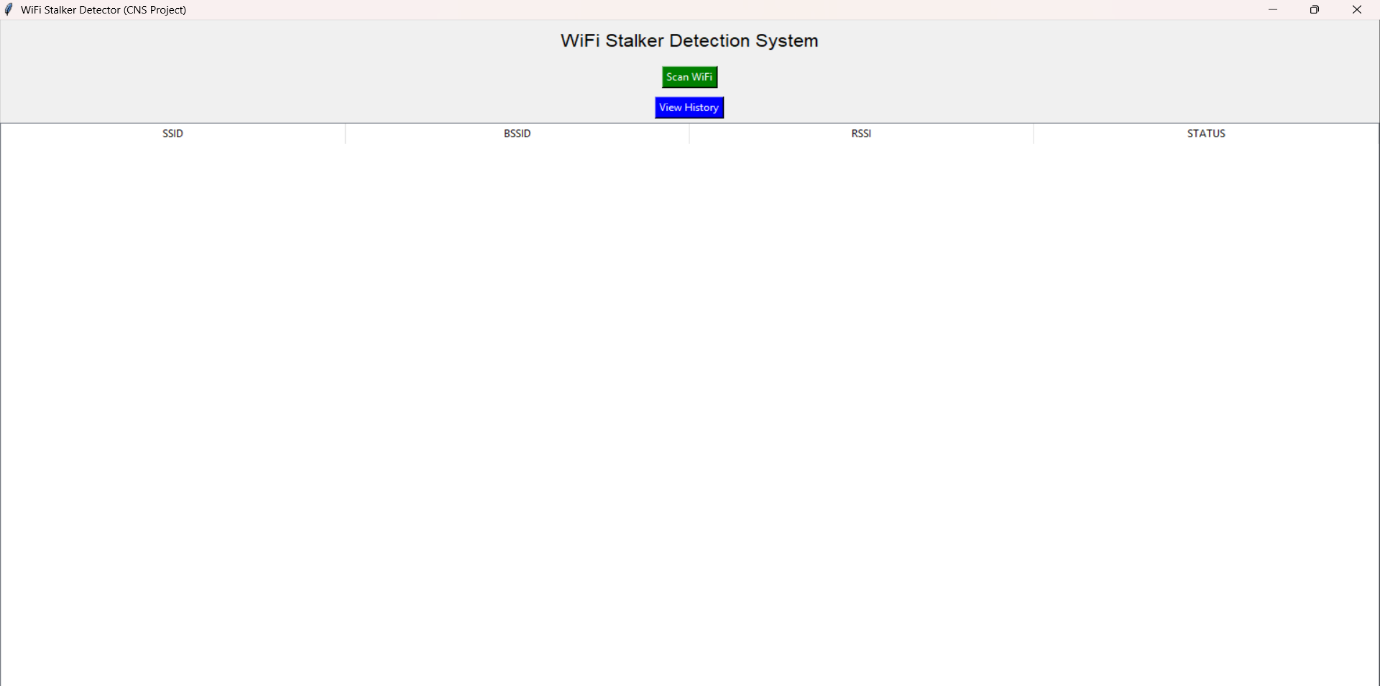 WiFi Stalker Detector (CNS Project)
WiFi Stalker Detection System
Scan WiFi
View History
SSID BSSID RSSI STATUS